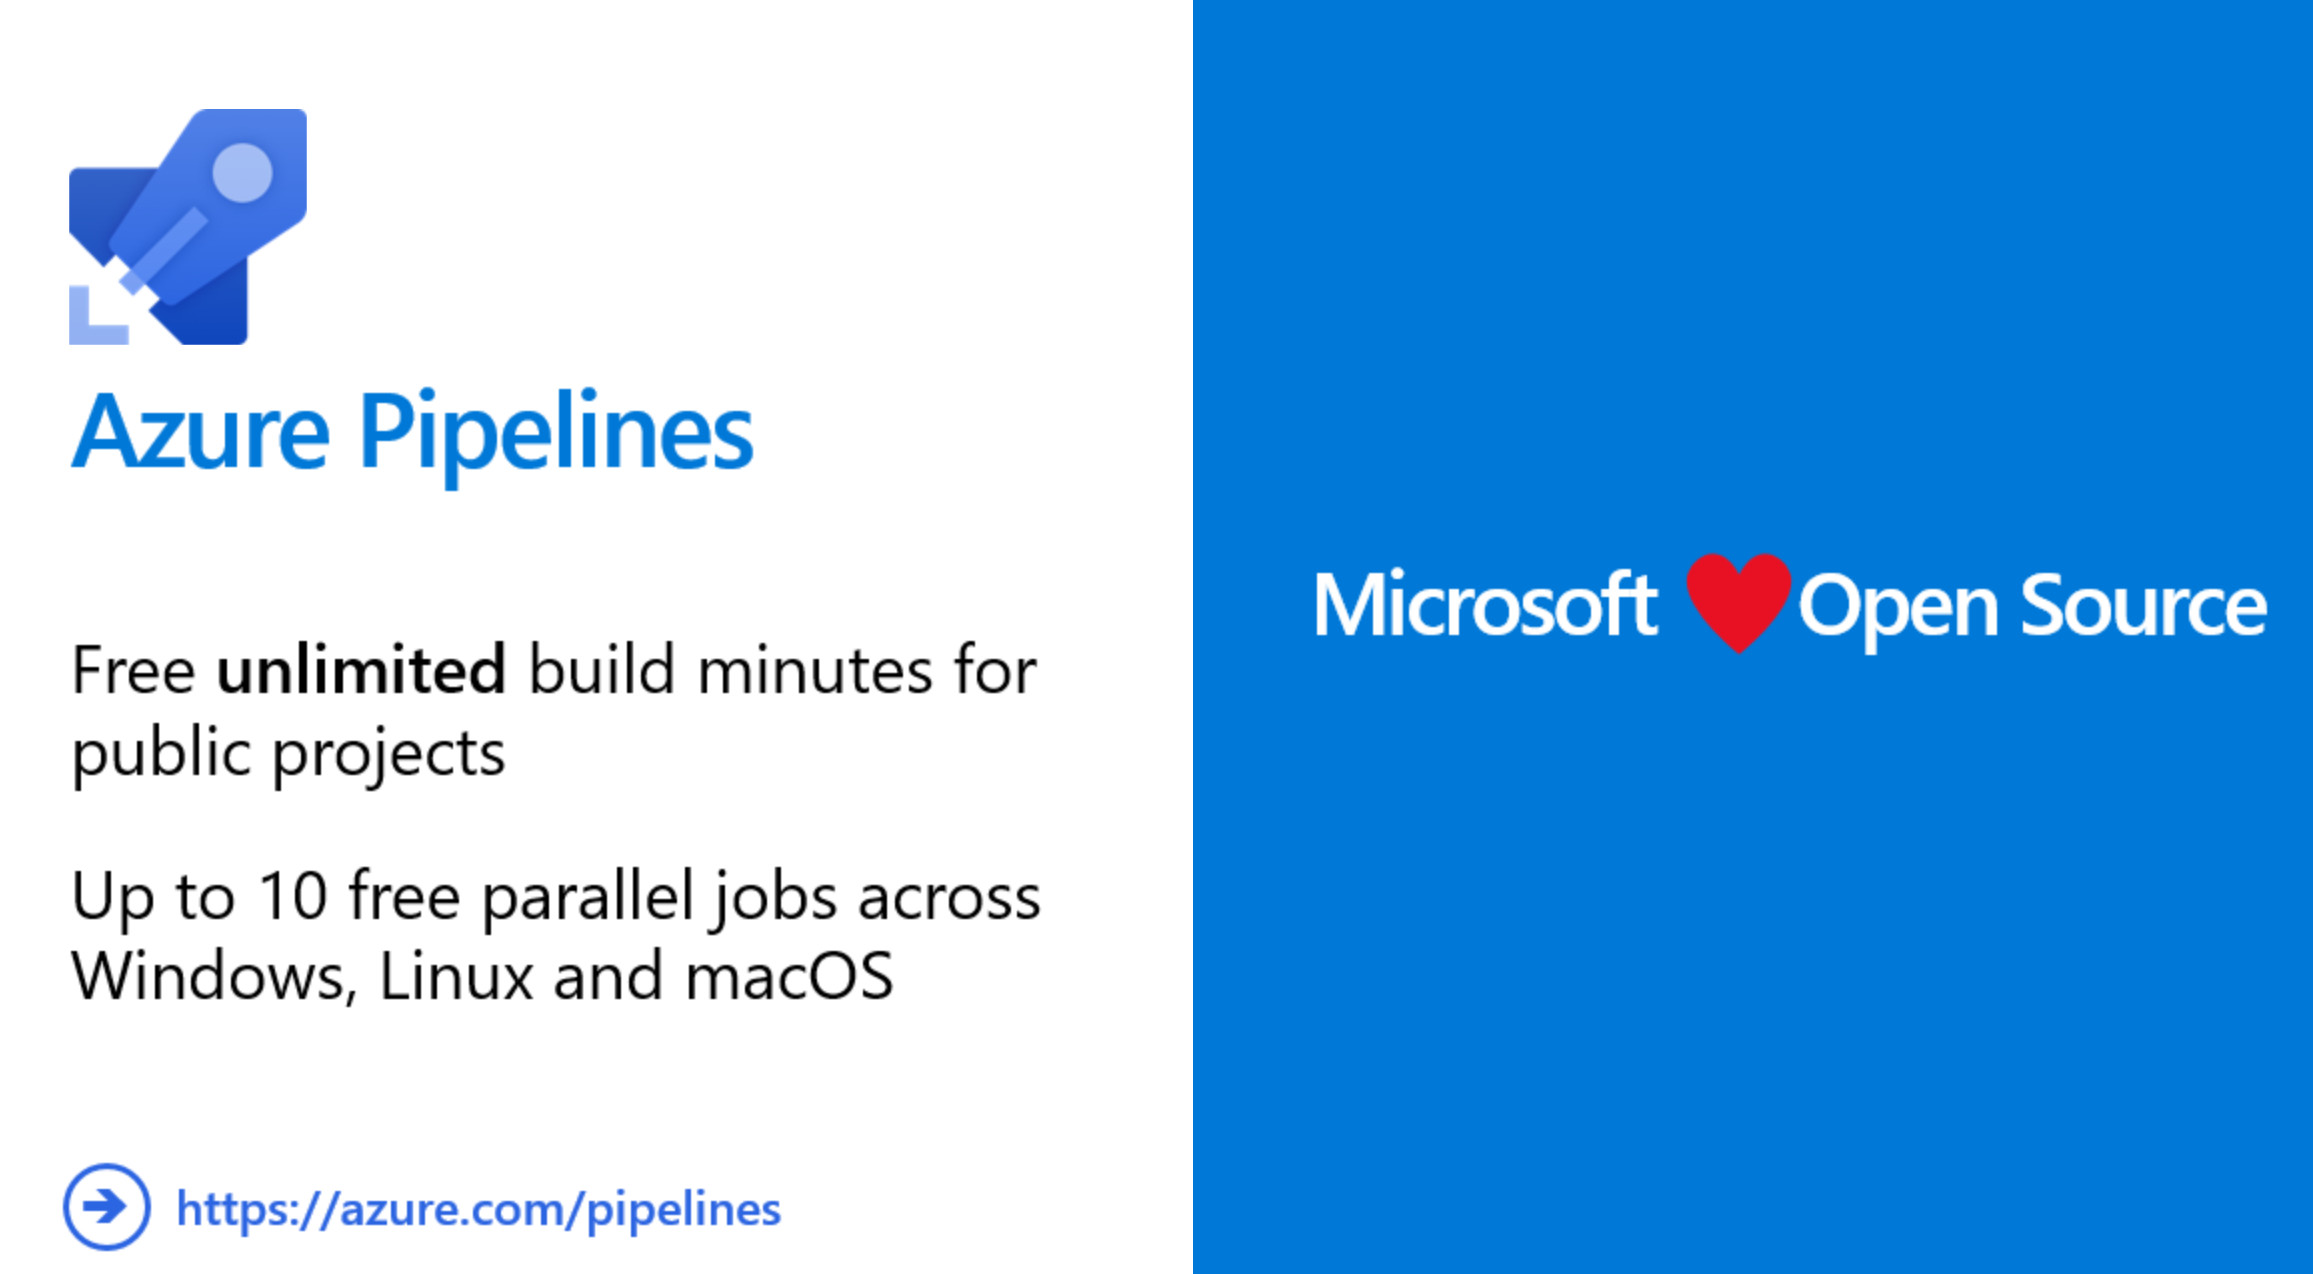 Azure Pipelines
Free unlimited build minutes for
public projects
Up to 10 free parallel jobs across
Windows, Linux and macOS
https://azure.com/pipelines
Microsoft ❤ Open Source